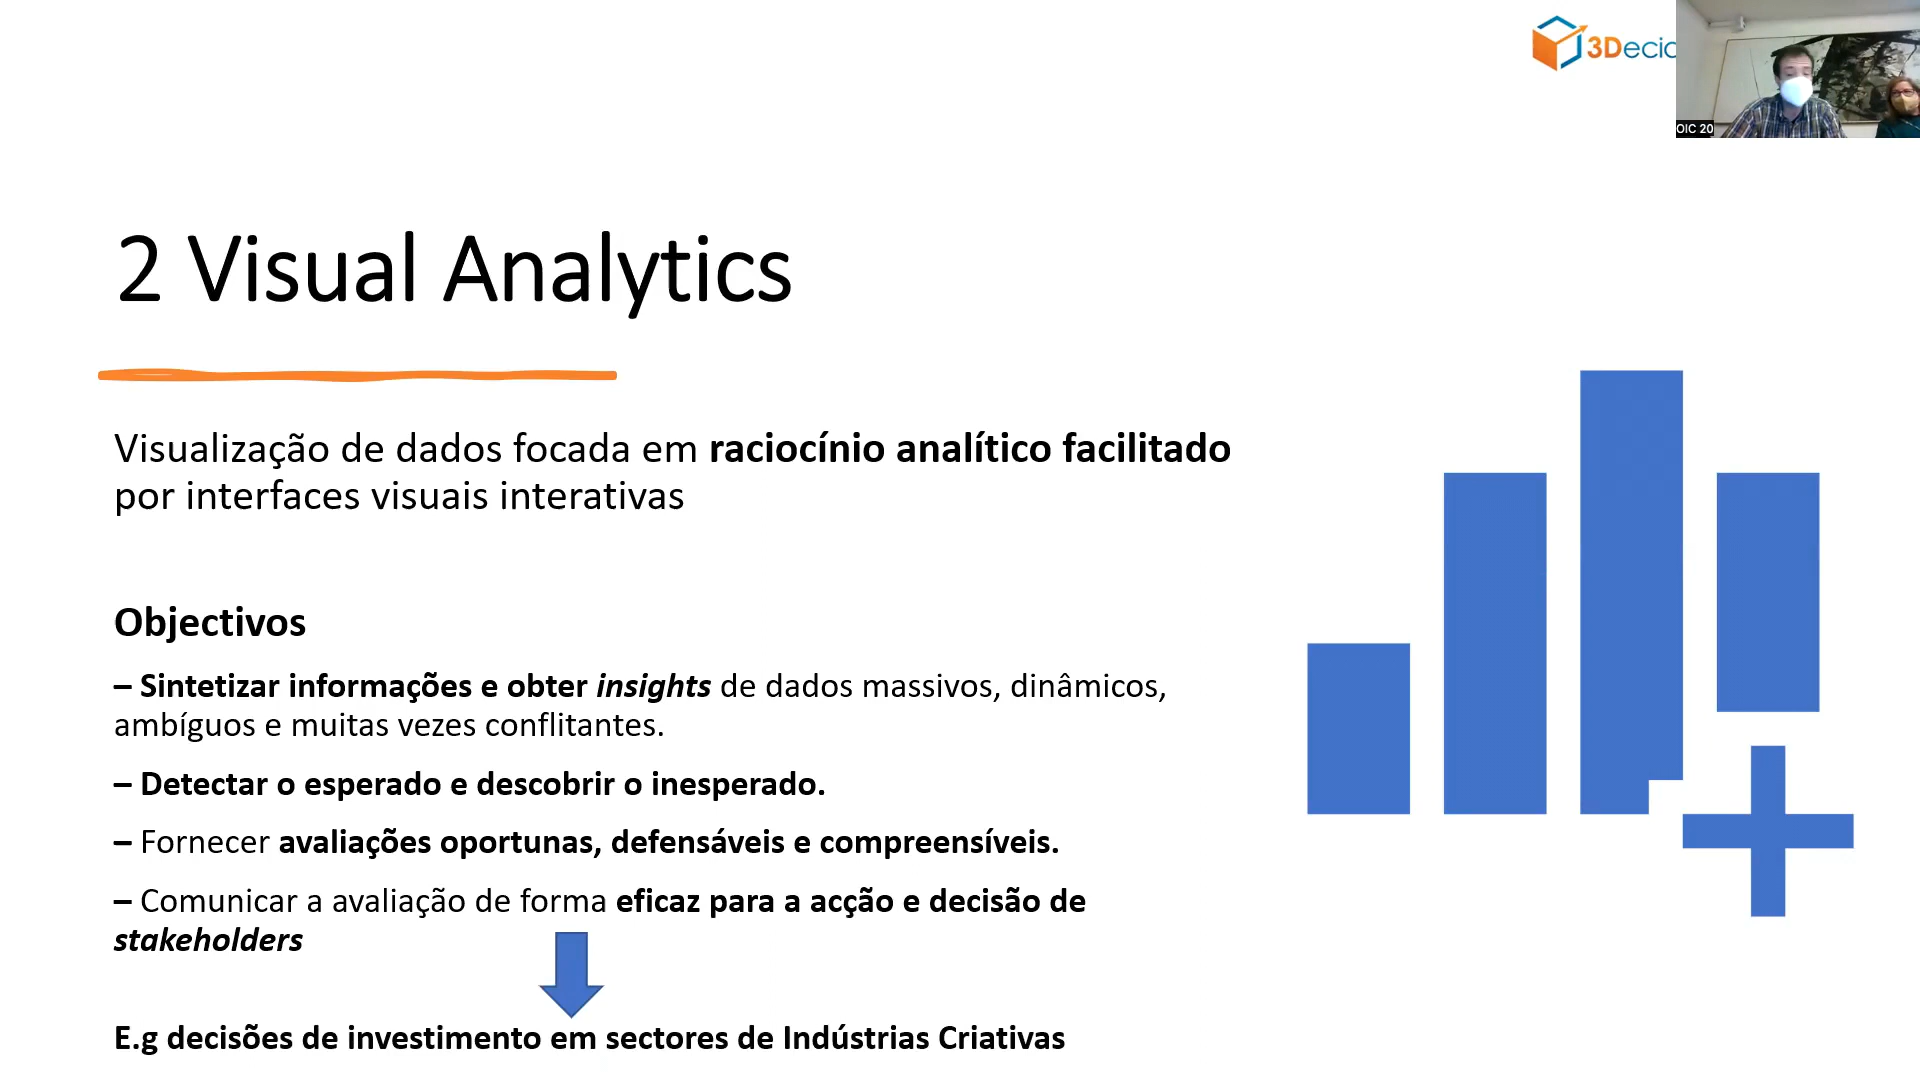 3Decid
OIC 20
2 Visual Analytics
Visualização de dados focada em raciocínio analítico facilitado
por interfaces visuais interativas
Objectivos
– Sintetizar informações e obter insights de dados massivos, dinâmicos,
ambíguos e muitas vezes conflitantes.
– Detectar o esperado e descobrir o inesperado.
– Fornecer avaliações oportunas, defensáveis e compreensíveis.
– Comunicar a avaliação de forma eficaz para a acção e decisão de
stakeholders
E.g decisões de investimento em sectores de Indústrias Criativas